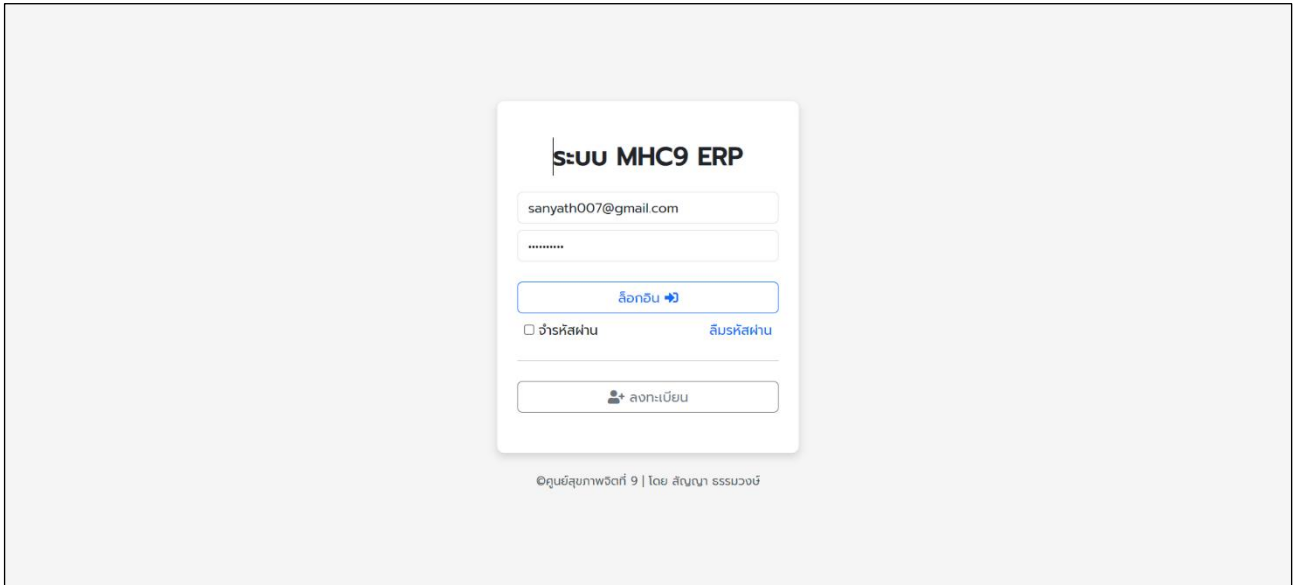 ระบบ MHC9 ERP
sanyath007@gmail.com
••••••••••
ล็อกอิน
จำรหัสผ่าน ลืมรหัสผ่าน
ลงทะเบียน
©ศูนย์สุขภาพจิตที่ 9 | โดย สัญญา ธรรมวงษ์